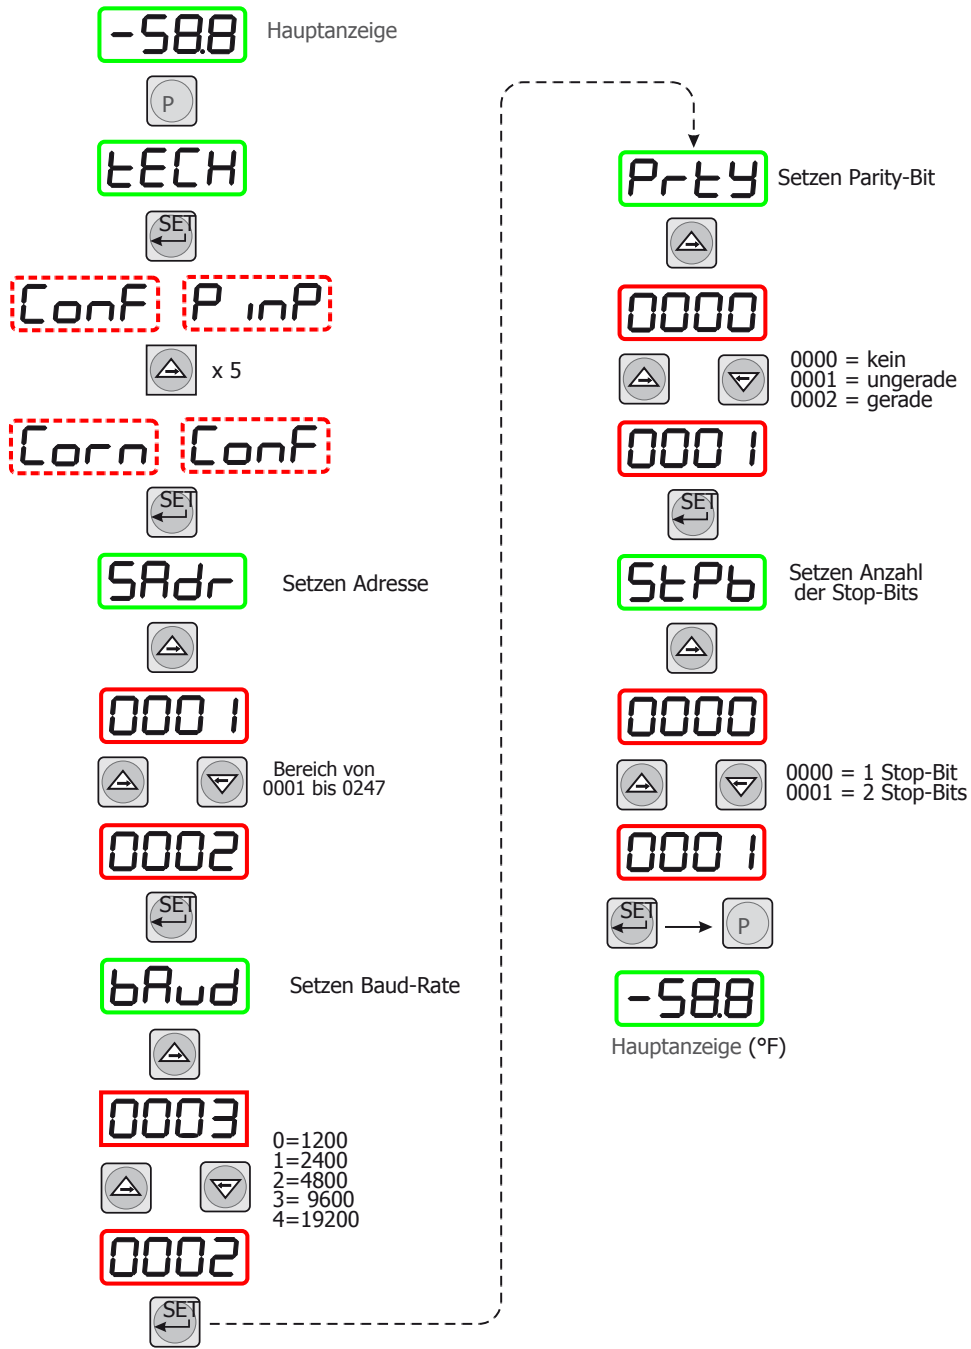 -58.8 Hauptanzeige
P
tECH
SET
ConF PinP
x 5
Corn ConF
SET
SAdr Setzen Adresse
0001
Bereich von
0001 bis 0247
0002
SET
bAud Setzen Baud-Rate
0003
0=1200
1=2400
2=4800
3= 9600
4=19200
0002
SET
PrtY Setzen Parity-Bit
0000
0000 = kein
0001 = ungerade
0002 = gerade
0001
SET
StPb Setzen Anzahl
der Stop-Bits
0000
0000 = 1 Stop-Bit
0001 = 2 Stop-Bits
0001
SET P
-58.8
Hauptanzeige (°F)